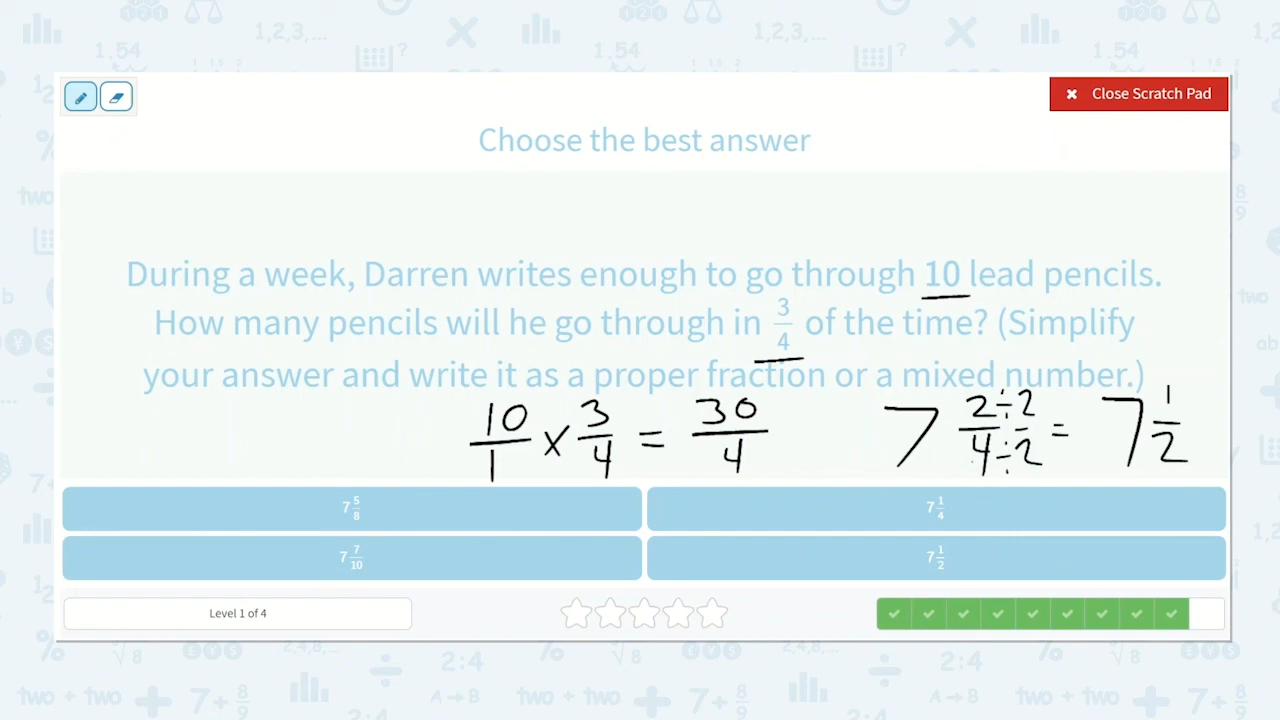 Close Scratch Pad
Choose the best answer
During a week, Darren writes enough to go through 10 lead pencils.
How many pencils will he go through in 3/4 of the time? (Simplify
your answer and write it as a proper fraction or a mixed number.)
10/1 x 3/4 = 30/4 7 2÷2/4÷2 = 7 1/2
7 5/8
7 1/4
7 7/10
7 1/2
Level 1 of 4